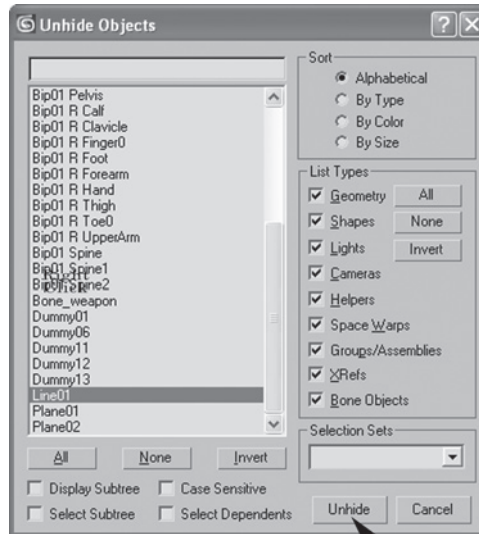 Unhide Objects
Sort
Alphabetical
By Type
By Color
By Size
Bip01 Pelvis
Bip01 R Calf
Bip01 R Clavicle
Bip01 R Finger0
Bip01 R Foot
Bip01 R Forearm
Bip01 R Hand
Bip01 R Thigh
Bip01 R Toe0
Bip01 R UpperArm
Bip01 Spine
Bip01 Spine1
Bip01 Spine2
Right
Click
Bone_weapon
Dummy01
Dummy06
Dummy11
Dummy12
Dummy13
Line01
Plane01
Plane02
All None Invert
Display Subtree Case Sensitive
Select Subtree Select Dependents
List Types
Geometry All
Shapes None
Lights Invert
Cameras
Helpers
Space Warps
Groups/Assemblies
XRefs
Bone Objects
Selection Sets
Unhide Cancel